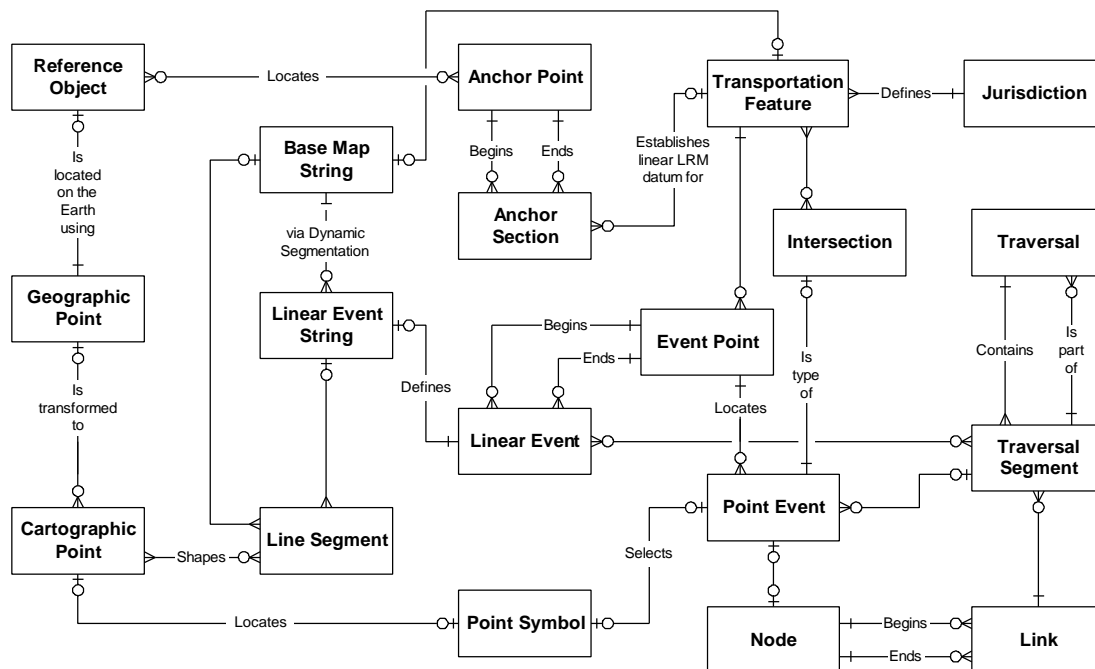 Reference
Object
Locates
Anchor Point
Transportation
Feature
Defines
Jurisdiction
Is
located
on the
Earth
using
Base Map
String
Begins
Ends
Establishes
linear LRM
datum for
Anchor
Section
via Dynamic
Segmentation
Intersection
Traversal
Geographic
Point
Linear Event
String
Begins
Ends
Event Point
Is
type
of
Contains
Is
part
of
Is
transformed
to
Defines
Locates
Linear Event
Traversal
Segment
Cartographic
Point
Shapes
Line Segment
Selects
Point Event
Locates
Point Symbol
Node
Begins
Ends
Link